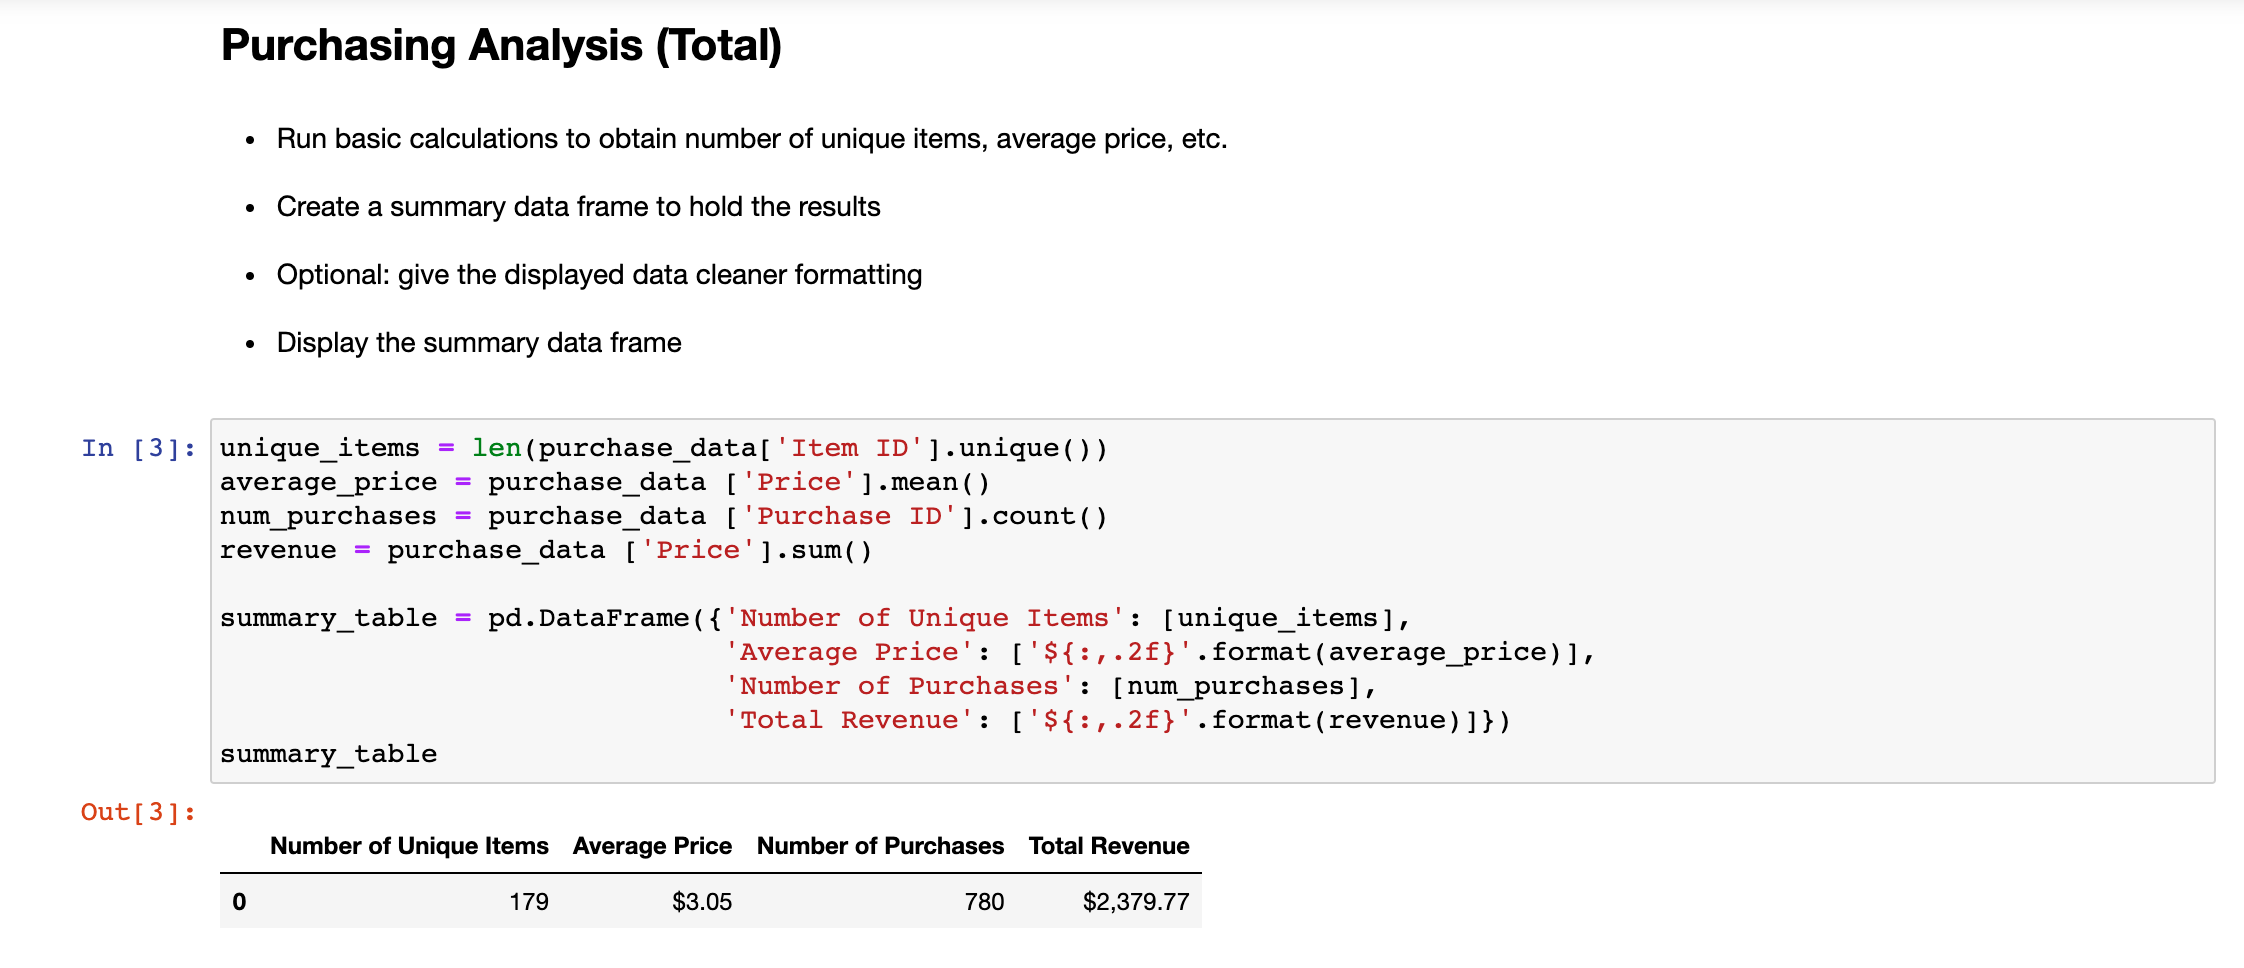 Purchasing Analysis (Total)
• Run basic calculations to obtain number of unique items, average price, etc.
• Create a summary data frame to hold the results
• Optional: give the displayed data cleaner formatting
• Display the summary data frame
In [3]: unique_items = len(purchase_data['Item ID'].unique())
average_price = purchase_data ['Price'].mean()
num_purchases = purchase_data ['Purchase ID'].count()
revenue = purchase_data ['Price'].sum()
summary_table = pd.DataFrame({'Number of Unique Items': [unique_items],
'Average Price': ['${:,.2f}'.format(average_price)],
'Number of Purchases': [num_purchases],
'Total Revenue': ['${:,.2f}'.format(revenue)]})
summary_table
Out[3]:
Number of Unique Items Average Price Number of Purchases Total Revenue
0 179 $3.05 780 $2,379.77